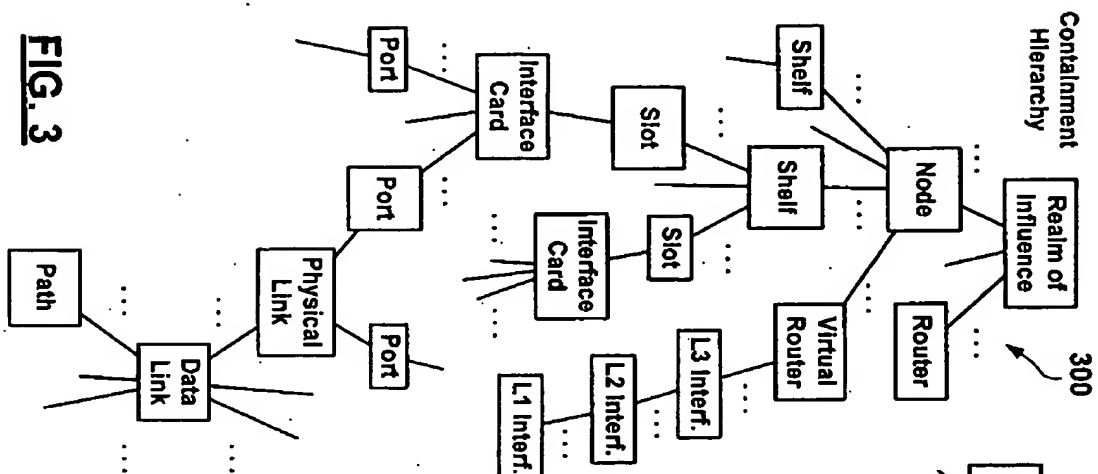 Containment
Hierarchy
300
Realm of
Influence
Node
Router
Shelf
Shelf
Virtual
Router
Slot
Slot
L3 Interf.
Interface
Card
Interface
Card
L2 Interf.
L1 Interf.
Port
Port
Physical
Link
Port
Data
Link
Path
FIG. 3